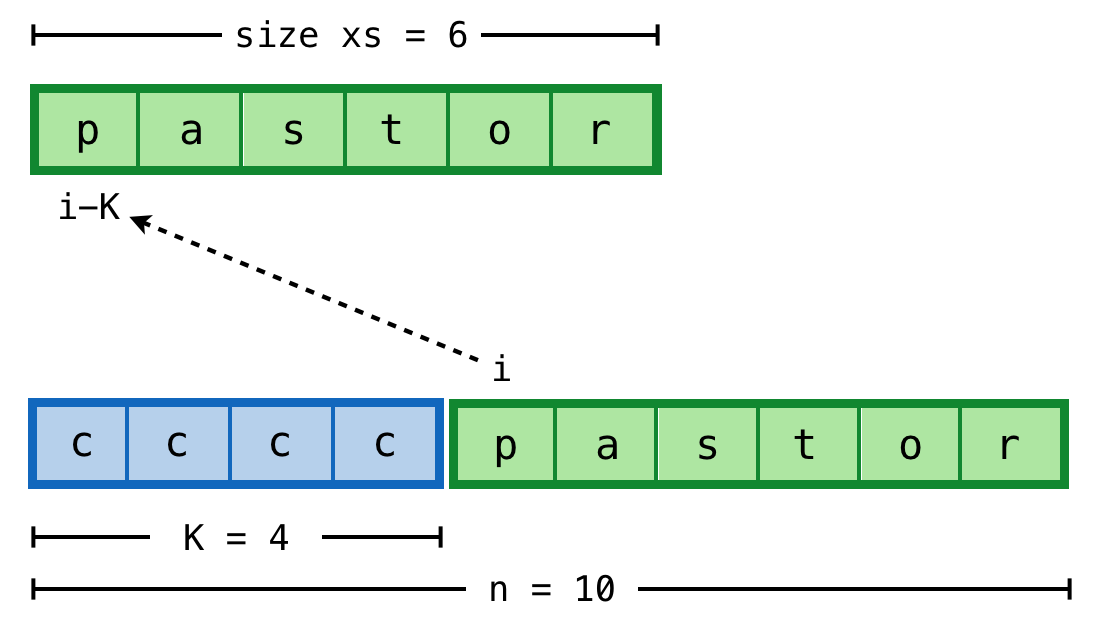 size xs = 6
p a s t o r
i−K
i
c c c c p a s t o r
K = 4
n = 10